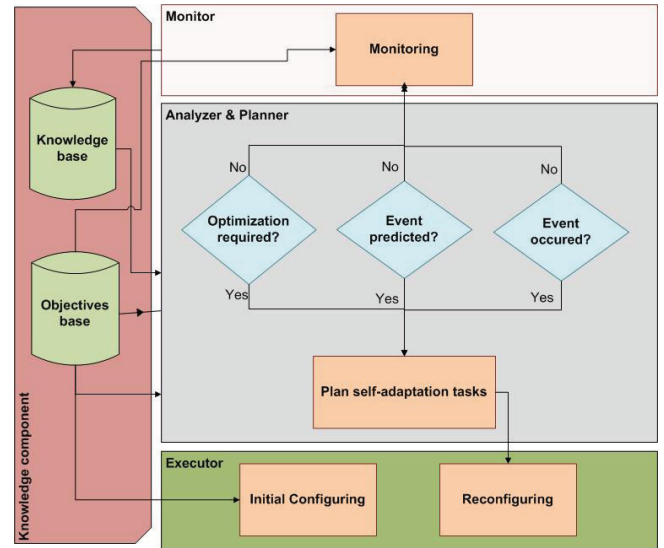 Monitor
Monitoring
Knowledge
base
Analyzer & Planner
No
No
No
Optimization
required?
Event
predicted?
Event
occured?
Yes
Yes
Yes
Objectives
base
Plan self-adaptation tasks
Knowledge component
Executor
Initial Configuring
Reconfiguring